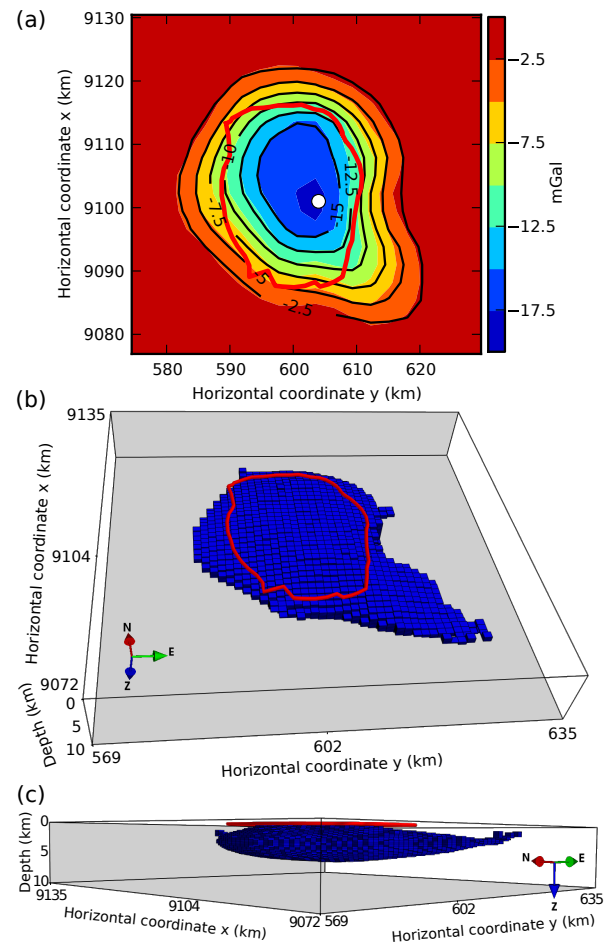 (a)
9130
9120
9110
9100
9090
9080
Horizontal coordinate x (km)
10
-12.5
-7.5
-15
-5
-2.5
580
590
600
610
620
Horizontal coordinate y (km)
−2.5
−7.5
−12.5
−17.5
mGal
(b)
9135
9104
9072
Horizontal coordinate x (km)
0
5
10
Depth (km)
N
E
Z
569
602
635
Horizontal coordinate y (km)
(c)
0
5
10
Depth (km)
9135
9104
9072
Horizontal coordinate x (km)
569
602
635
Horizontal coordinate y (km)
N
E
Z